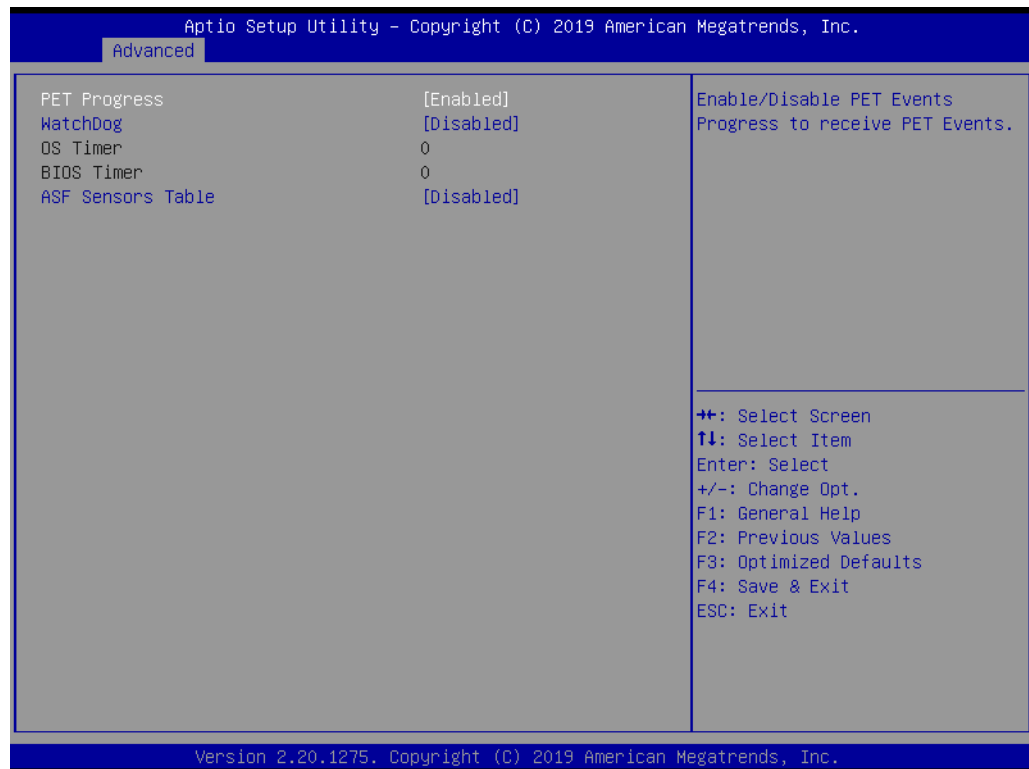 Aptio Setup Utility – Copyright (C) 2019 American Megatrends, Inc.
Advanced
PET Progress [Enabled]
WatchDog [Disabled]
OS Timer 0
BIOS Timer 0
ASF Sensors Table [Disabled]
Enable/Disable PET Events
Progress to receive PET Events.
→←: Select Screen
↑↓: Select Item
Enter: Select
+/-: Change Opt.
F1: General Help
F2: Previous Values
F3: Optimized Defaults
F4: Save & Exit
ESC: Exit
Version 2.20.1275. Copyright (C) 2019 American Megatrends, Inc.